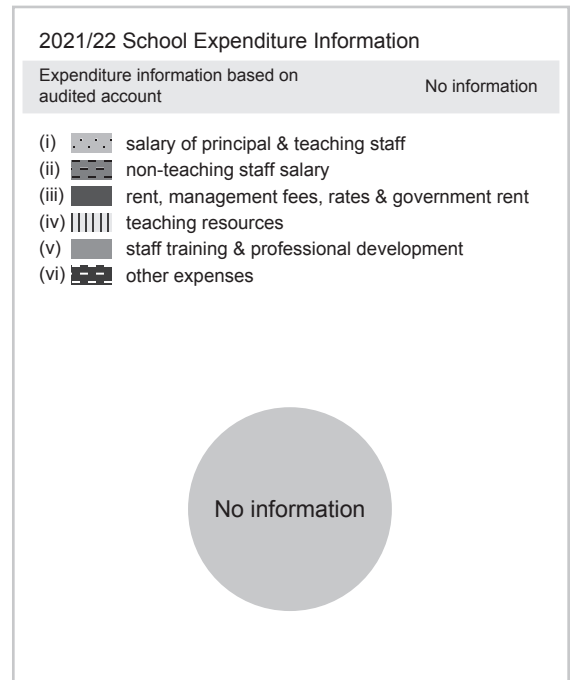 2021/22 School Expenditure Information
Expenditure information based on
audited account
No information
(i) salary of principal & teaching staff
(ii) non-teaching staff salary
(iii) rent, management fees, rates & government rent
(iv) teaching resources
(v) staff training & professional development
(vi) other expenses
No information